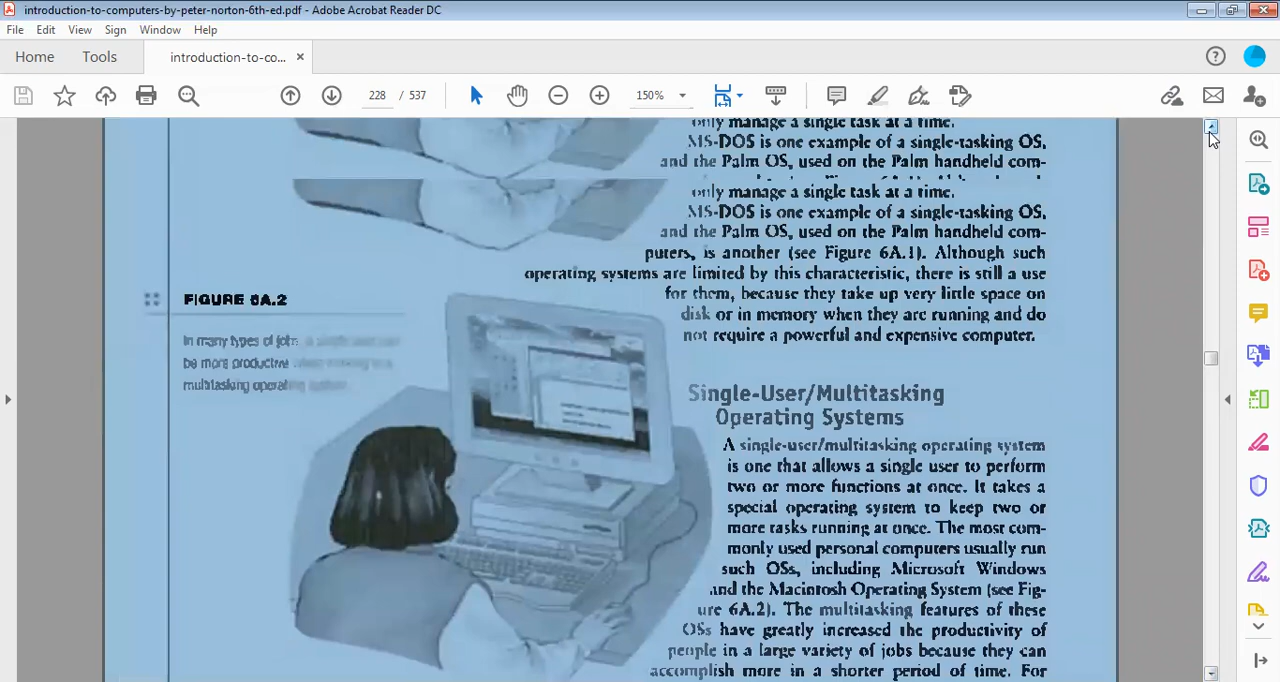 introduction-to-computers-by-peter-norton-6th-ed.pdf - Adobe Acrobat Reader DC
File Edit View Sign Window Help
Home Tools introduction-to-co... ×
228 / 537 150%
only manage a single task at a time.
MS-DOS is one example of a single-tasking OS,
and the Palm OS, used on the Palm handheld com-
only manage a single task at a time.
MS-DOS is one example of a single-tasking OS,
and the Palm OS, used on the Palm handheld com-
puters, is another (see Figure 6A.1). Although such
operating systems are limited by this characteristic, there is still a use
for them, because they take up very little space on
disk or in memory when they are running and do
not require a powerful and expensive computer.
FIGURE 6A.2
In many types of jobs,
be more productive
multitasking operating system.
Single-User/Multitasking
Operating Systems
A single-user/multitasking operating system
is one that allows a single user to perform
two or more functions at once. It takes a
special operating system to keep two or
more tasks running at once. The most com-
monly used personal computers usually run
such OSs, including Microsoft Windows
and the Macintosh Operating System (see Fig-
ure 6A.2). The multitasking features of these
OSs have greatly increased the productivity of
people in a large variety of jobs because they can
accomplish more in a shorter period of time. For